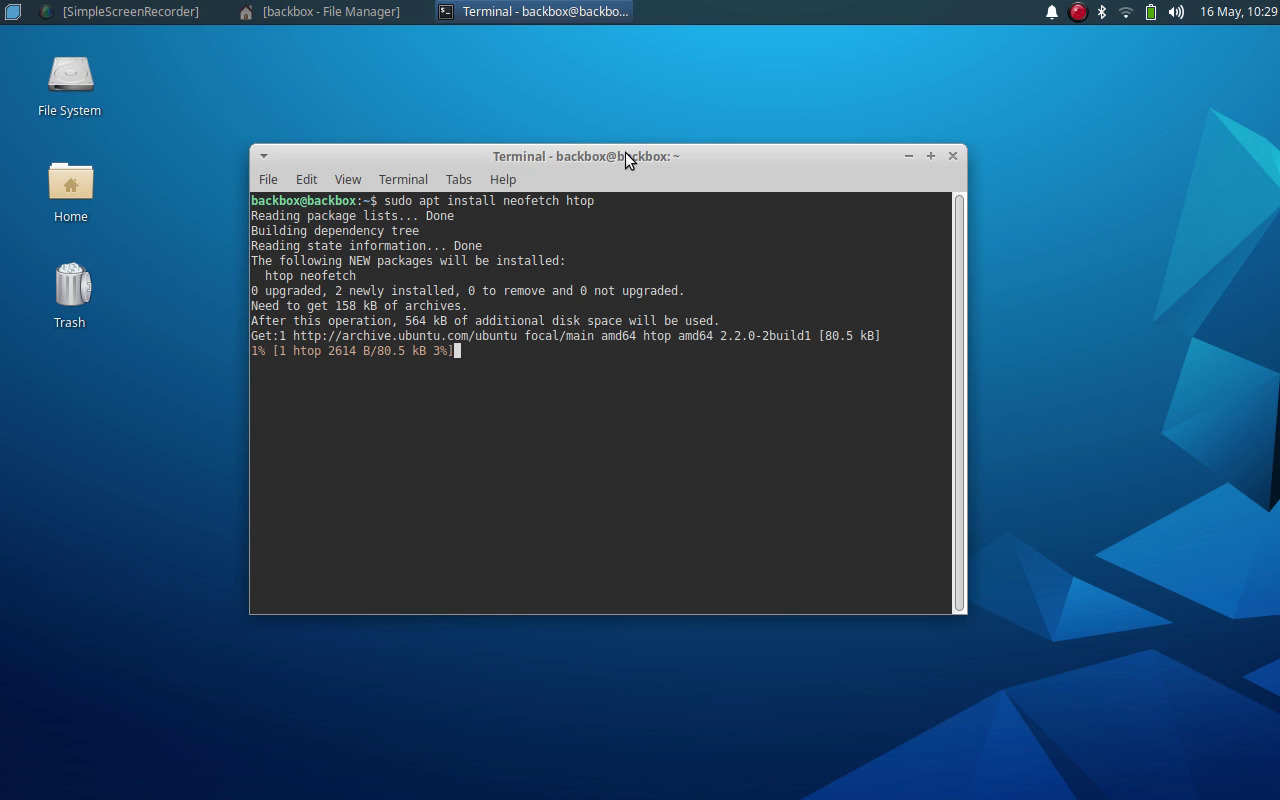 [SimpleScreenRecorder]
[backbox - File Manager]
Terminal - backbox@backbo...
16 May, 10:29
File System
Home
Trash
Terminal - backbox@backbox: ~
File Edit View Terminal Tabs Help
backbox@backbox:~$ sudo apt install neofetch htop
Reading package lists... Done
Building dependency tree
Reading state information... Done
The following NEW packages will be installed:
htop neofetch
0 upgraded, 2 newly installed, 0 to remove and 0 not upgraded.
Need to get 158 kB of archives.
After this operation, 564 kB of additional disk space will be used.
Get:1 http://archive.ubuntu.com/ubuntu focal/main amd64 htop amd64 2.2.0-2build1 [80.5 kB]
1% [1 htop 2614 B/80.5 kB 3%]